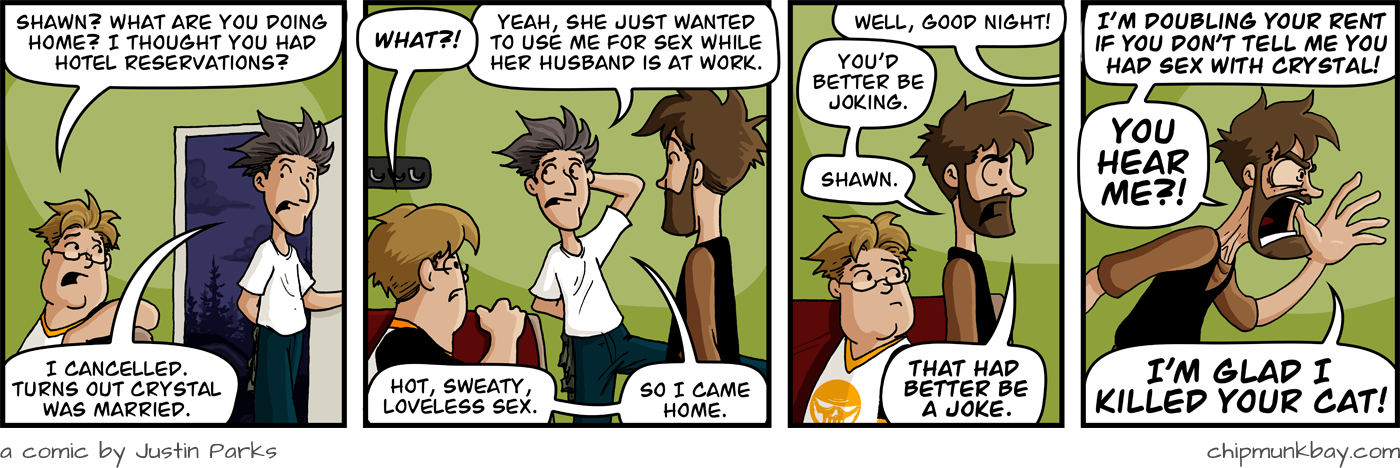 SHAWN? WHAT ARE YOU DOING
HOME? I THOUGHT YOU HAD
HOTEL RESERVATIONS?
I CANCELLED.
TURNS OUT CRYSTAL
WAS MARRIED.
WHAT?!
YEAH, SHE JUST WANTED
TO USE ME FOR SEX WHILE
HER HUSBAND IS AT WORK.
HOT, SWEATY,
LOVELESS SEX.
SO I CAME
HOME.
WELL, GOOD NIGHT!
YOU'D
BETTER BE
JOKING.
SHAWN.
THAT HAD
BETTER BE
A JOKE.
I'M DOUBLING YOUR RENT
IF YOU DON'T TELL ME YOU
HAD SEX WITH CRYSTAL!
YOU
HEAR
ME?!
I'M GLAD I
KILLED YOUR CAT!
a comic by Justin Parks
chipmunkbay.com